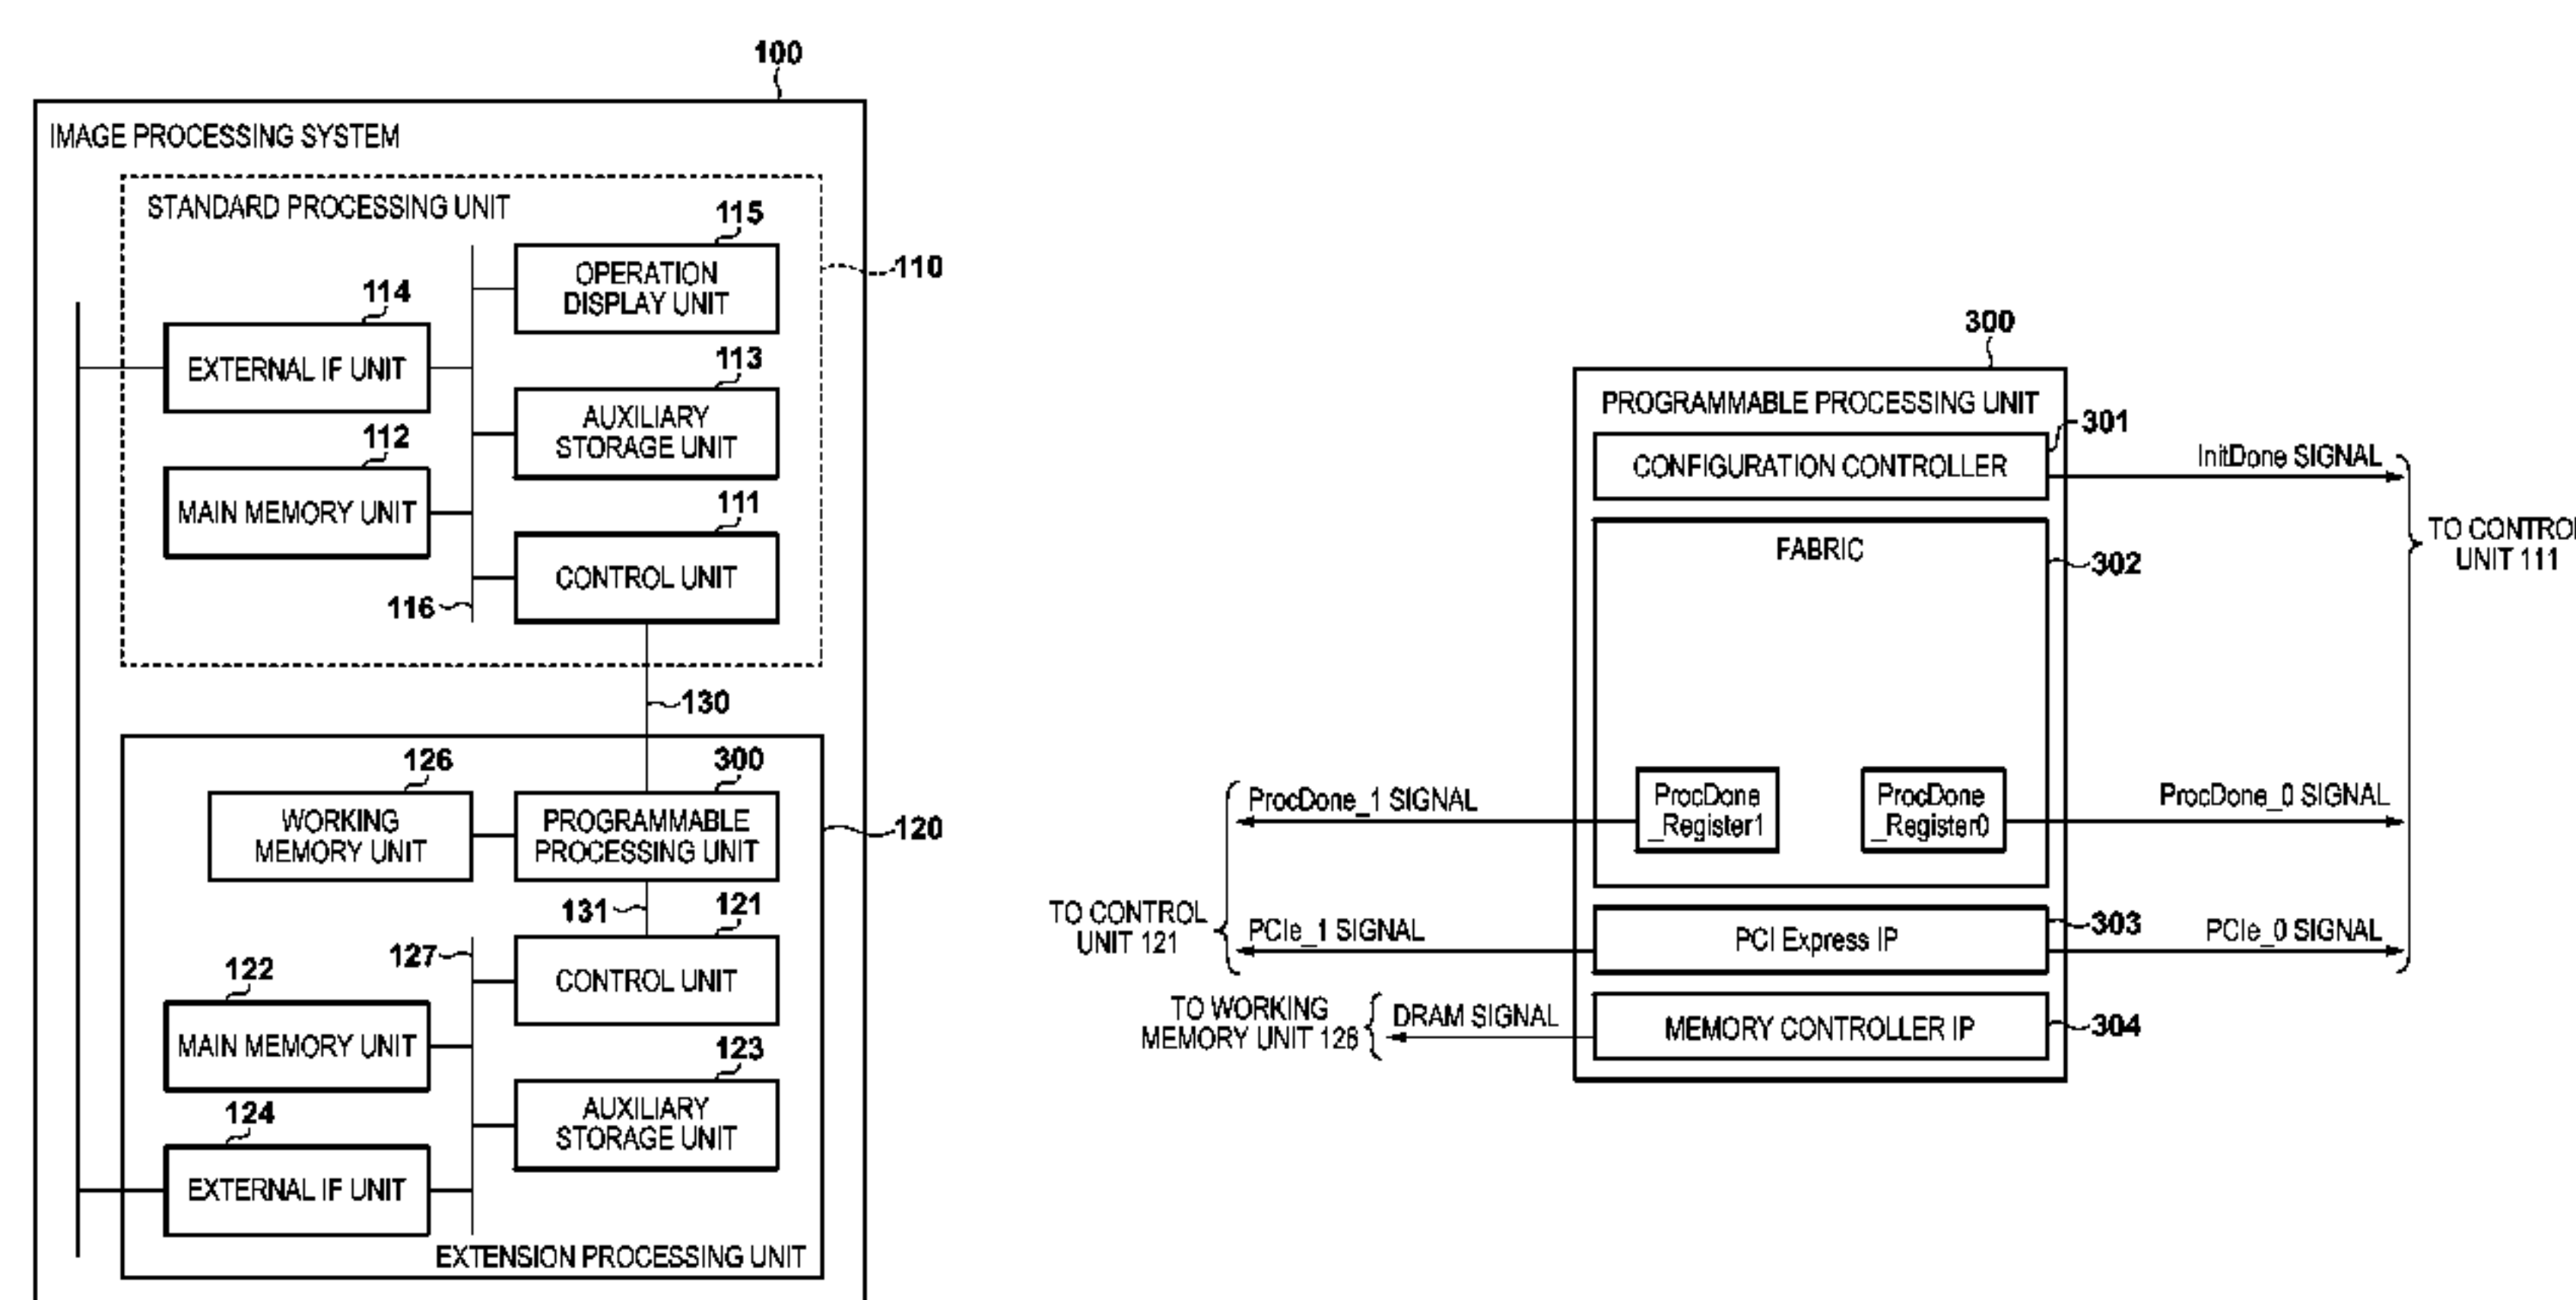 100
IMAGE PROCESSING SYSTEM
STANDARD PROCESSING UNIT
115
OPERATION
DISPLAY UNIT
110
114
EXTERNAL IF UNIT
113
AUXILIARY
STORAGE UNIT
112
MAIN MEMORY UNIT
111
CONTROL UNIT
116
130
126
WORKING
MEMORY UNIT
300
PROGRAMMABLE
PROCESSING UNIT
120
131
121
127
CONTROL UNIT
122
MAIN MEMORY UNIT
123
AUXILIARY
STORAGE UNIT
124
EXTERNAL IF UNIT
EXTENSION PROCESSING UNIT
300
PROGRAMMABLE PROCESSING UNIT
301
CONFIGURATION CONTROLLER
InitDone SIGNAL
TO CONTROL
UNIT 111
FABRIC
302
ProcDone_1 SIGNAL
ProcDone
_Register1
ProcDone
_Register0
ProcDone_0 SIGNAL
TO CONTROL
UNIT 121
PCIe_1 SIGNAL
PCI Express IP
303
PCIe_0 SIGNAL
TO WORKING
MEMORY UNIT 126
DRAM SIGNAL
MEMORY CONTROLLER IP
304